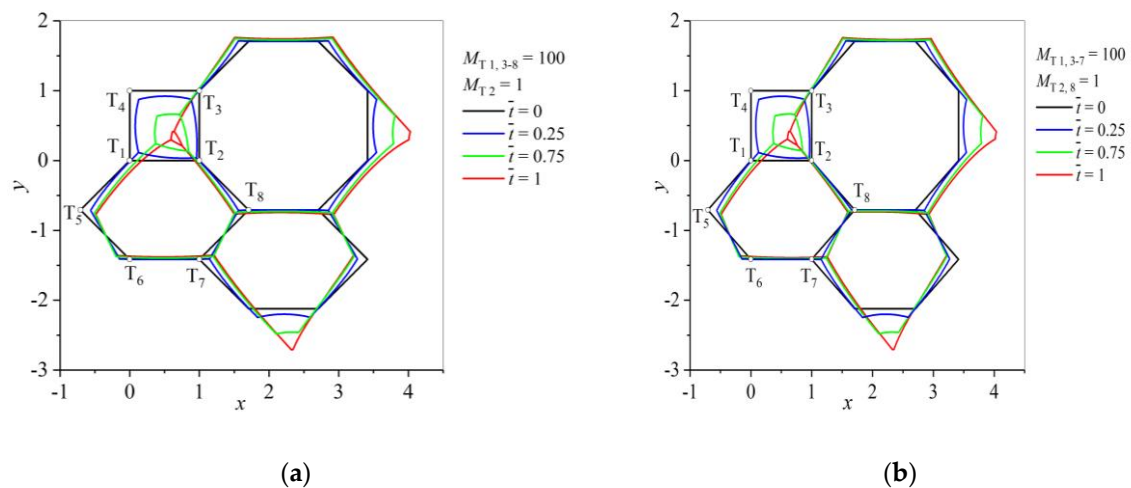 2
1
0
-1
-2
-3
-1 0 1 2 3 4
x
y
T4
T3
T1
T2
T5
T8
T6
T7
M T 1, 3-8 = 100
M T 2 = 1
t̄ = 0
t̄ = 0.25
t̄ = 0.75
t̄ = 1
(a)
2
1
0
-1
-2
-3
-1 0 1 2 3 4
x
y
T4
T3
T1
T2
T5
T8
T6
T7
M T 1, 3-7 = 100
M T 2, 8 = 1
t̄ = 0
t̄ = 0.25
t̄ = 0.75
t̄ = 1
(b)